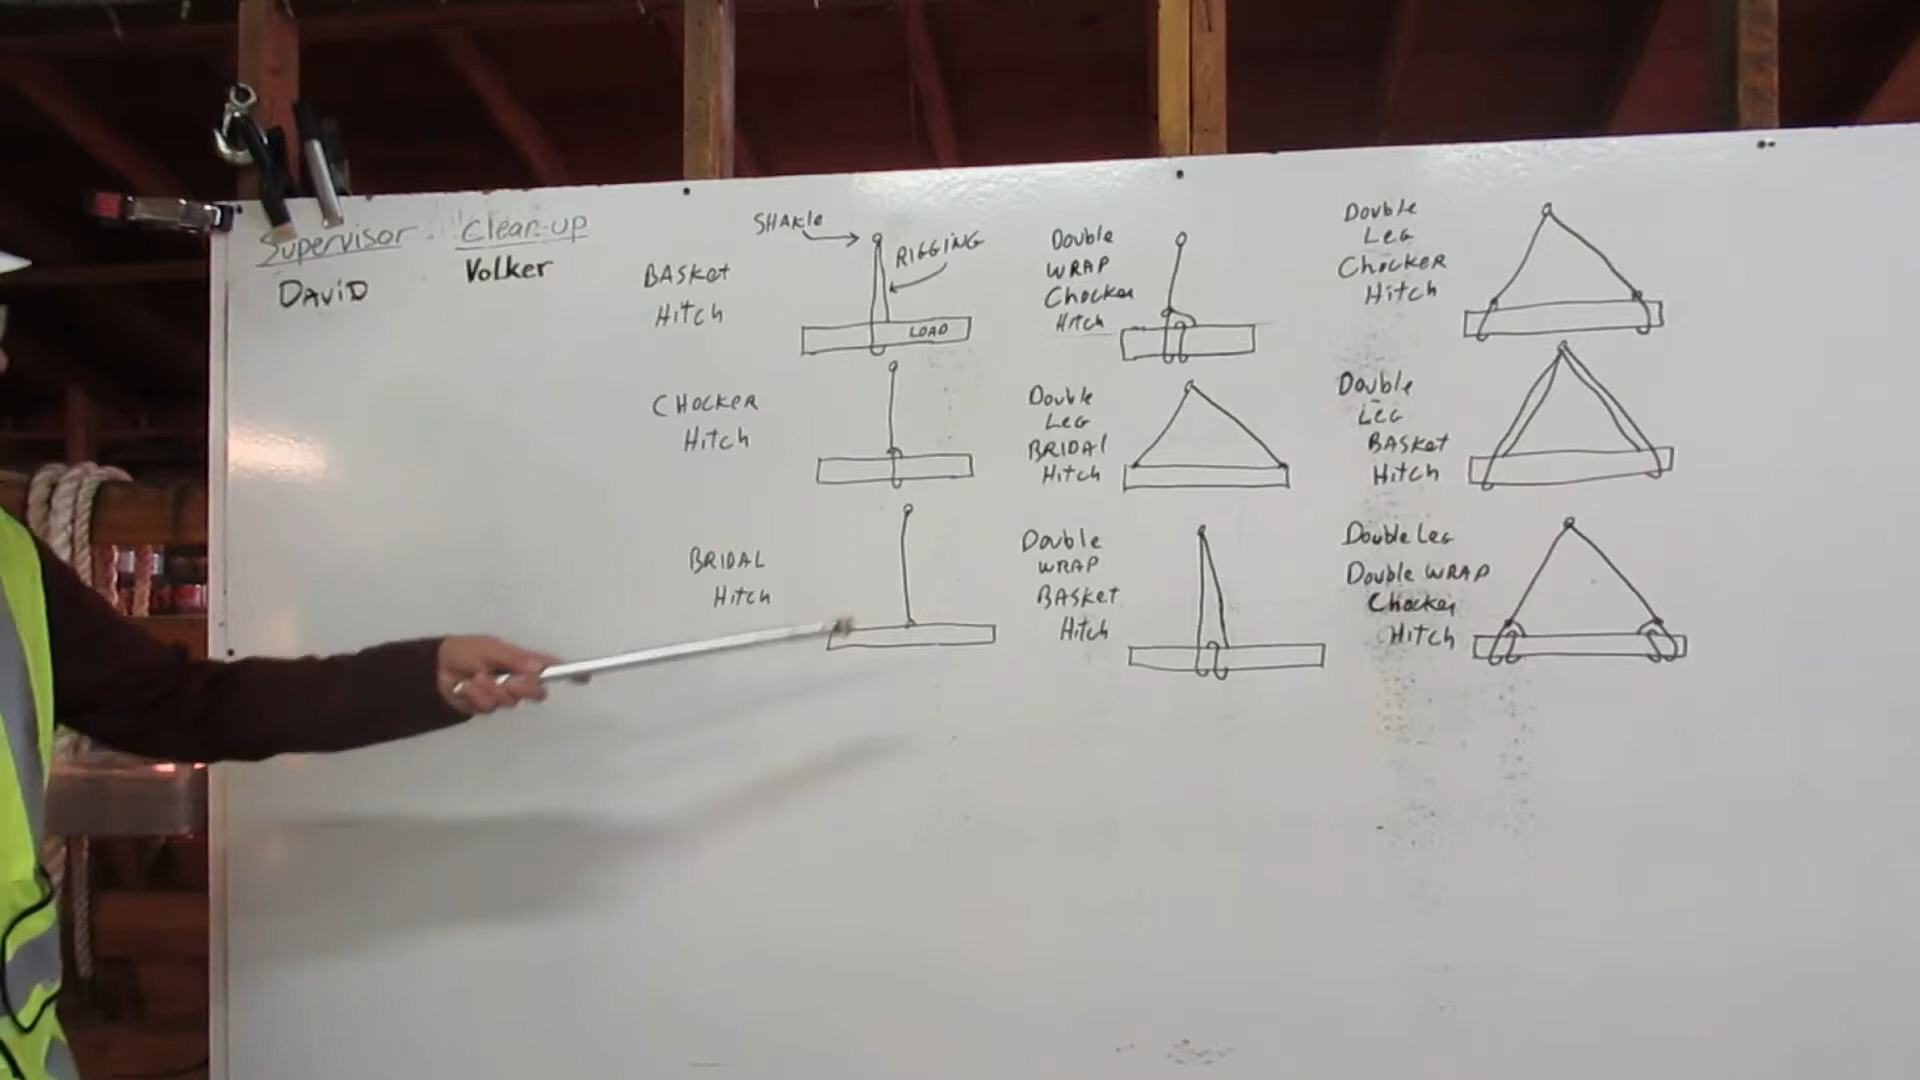 Supervisor
DAViD
Clean-up
Volker
SHAKle
RIGGING
BASKet
HitcH
LOAD
CHOCKER
HitCH
BRIDAL
HitcH
Double
WRAP
Chocker
Hitch
Double
LEG
BRIDAl
Hitch
Double
WRAP
BASKet
Hitch
Double
LEG
CHocKER
Hitch
Double
LEG
BASKet
Hitch
Double LEG
Double WRAP
Chocker
Hitch